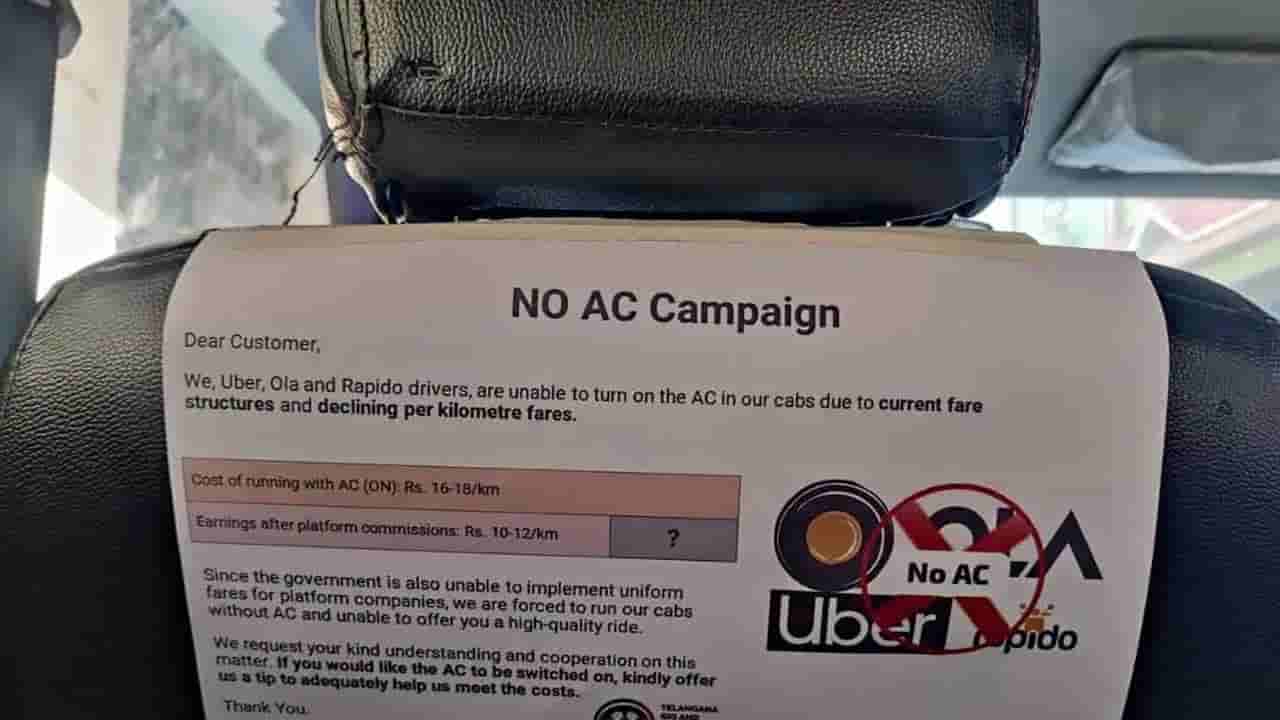 NO AC Campaign
Dear Customer,
We, Uber, Ola and Rapido drivers, are unable to turn on the AC in our cabs due to current fare
structures and declining per kilometre fares.
Cost of running with AC (ON): Rs. 16-18/km
Earnings after platform commissions: Rs. 10-12/km ?
OLA
No AC
Uber
rapido
Since the government is also unable to implement uniform
fares for platform companies, we are forced to run our cabs
without AC and unable to offer you a high-quality ride.
We request your kind understanding and cooperation on this
matter. If you would like the AC to be switched on, kindly offer
us a tip to adequately help us meet the costs.
Thank You.
TELANGANA
GIG AND